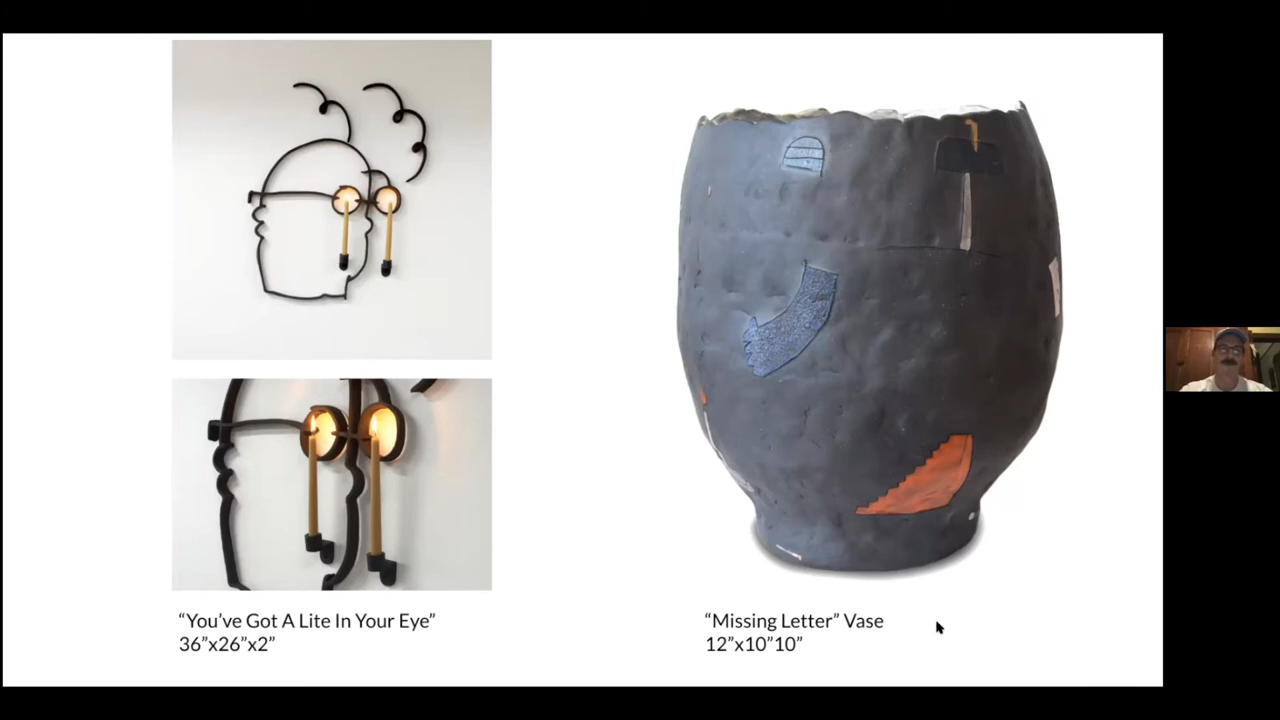 “You’ve Got A Lite In Your Eye”
36”x26”x2”
“Missing Letter” Vase
12”x10”10”